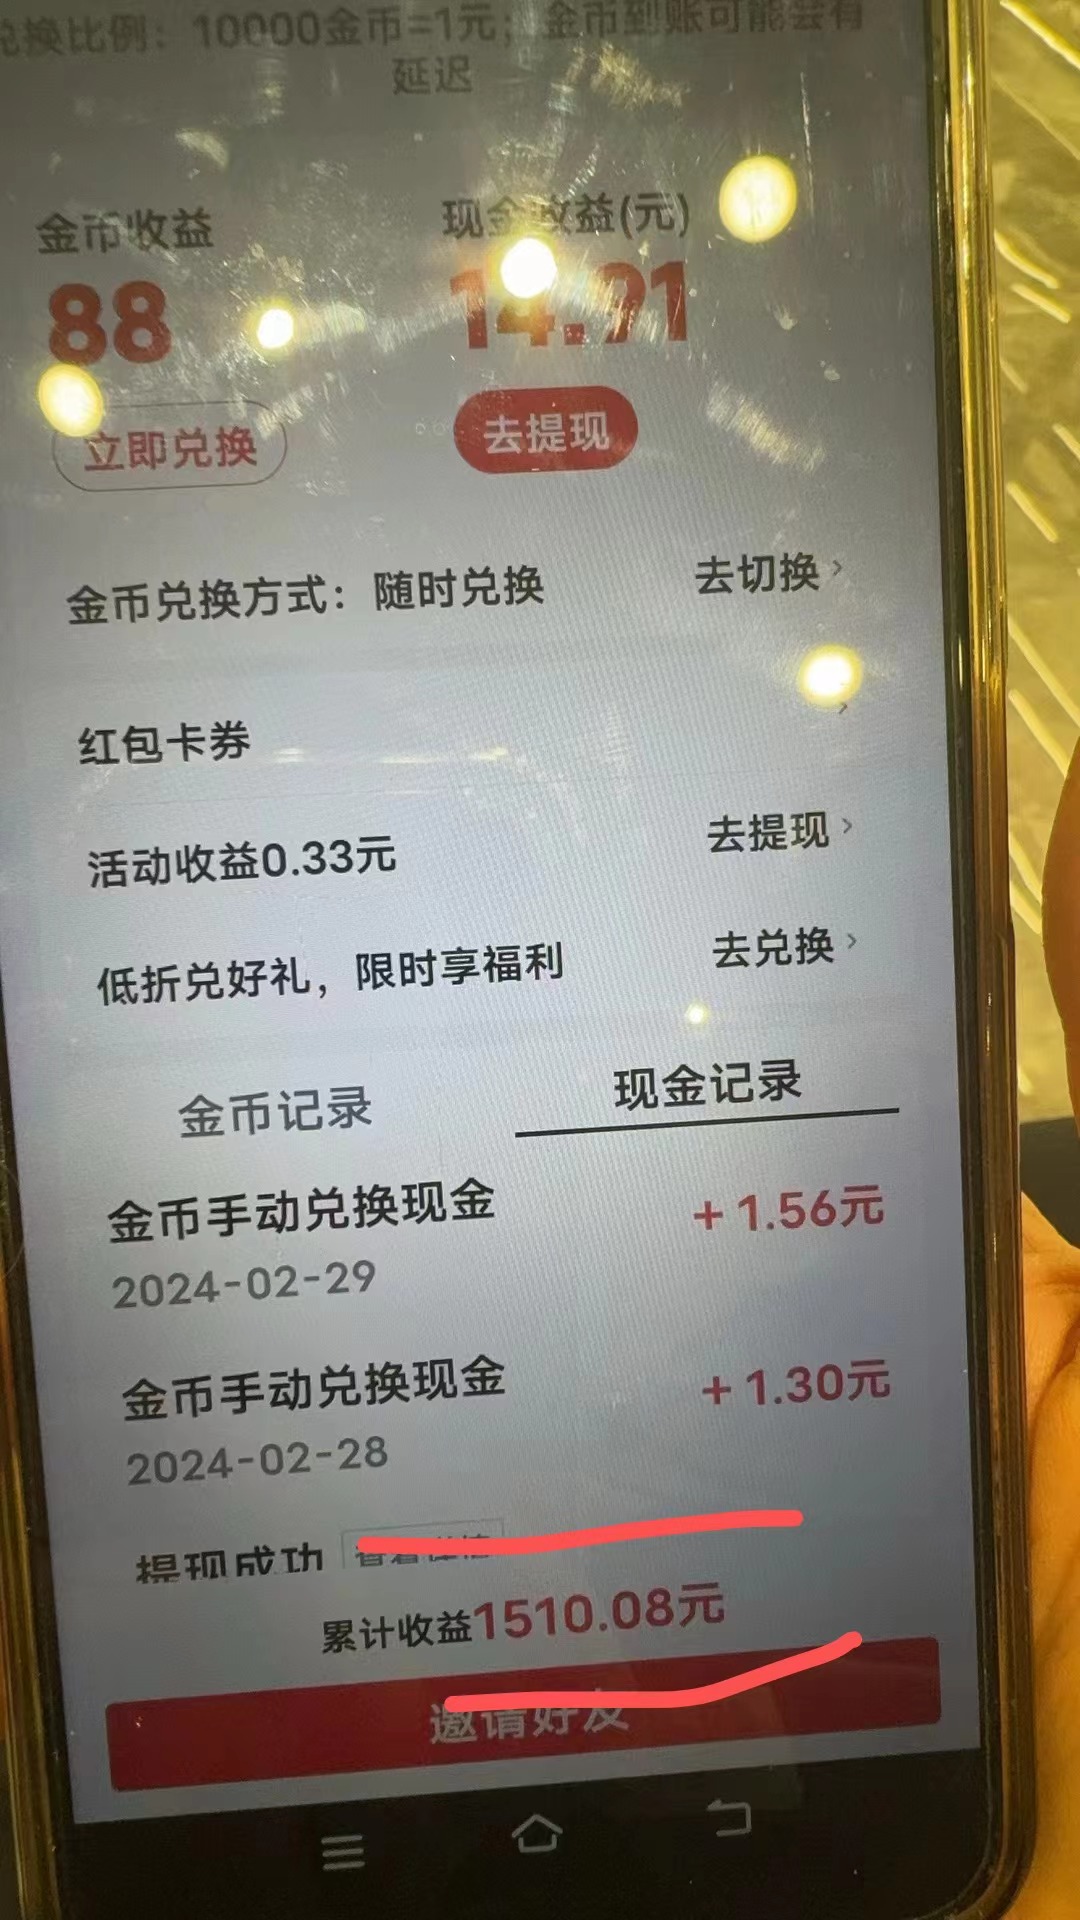 兑换比例：10000金币=1元；金币到账可能会有
延迟
金币收益
现金收益(元)
88
14.91
立即兑换
去提现
金币兑换方式：随时兑换
去切换
红包卡券
活动收益0.33元
去提现
低折兑好礼，限时享福利
去兑换
金币记录
现金记录
金币手动兑换现金
+1.56元
2024-02-29
金币手动兑换现金
+1.30元
2024-02-28
提现成功
累计收益1510.08元
邀请好友